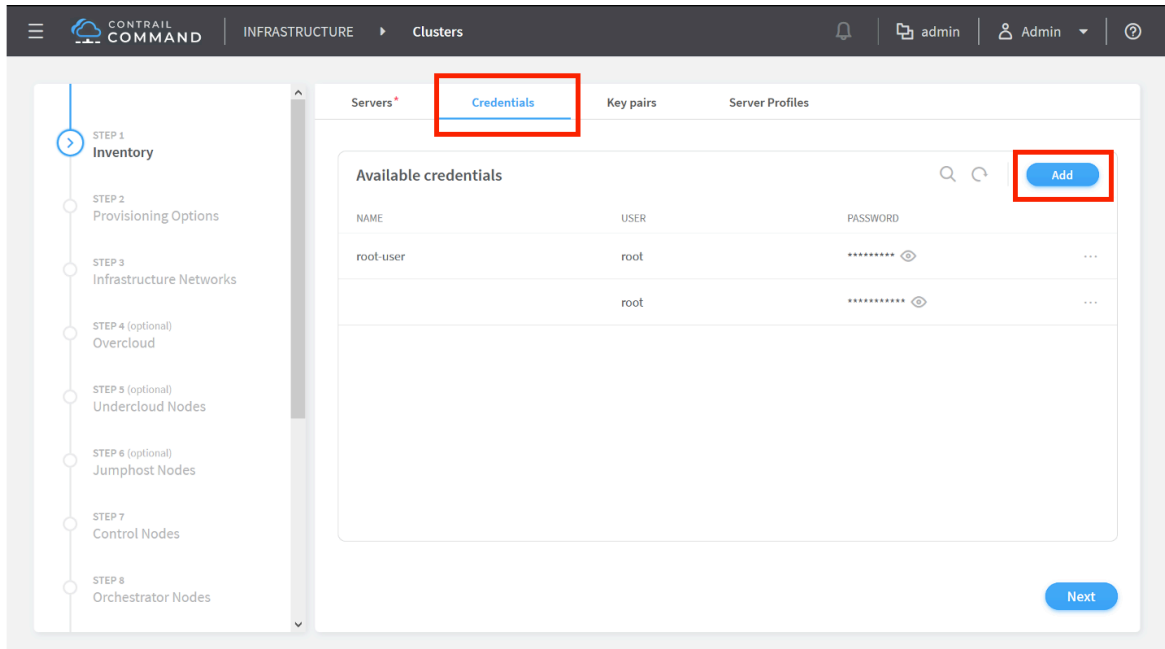 CONTRAIL
COMMAND
INFRASTRUCTURE
Clusters
admin
Admin
Servers*
Credentials
Key pairs
Server Profiles
STEP 1
Inventory
STEP 2
Provisioning Options
STEP 3
Infrastructure Networks
STEP 4 (optional)
Overcloud
STEP 5 (optional)
Undercloud Nodes
STEP 6 (optional)
Jumphost Nodes
STEP 7
Control Nodes
STEP 8
Orchestrator Nodes
Available credentials
Add
NAME USER PASSWORD
root-user root *********
root ***********
Next